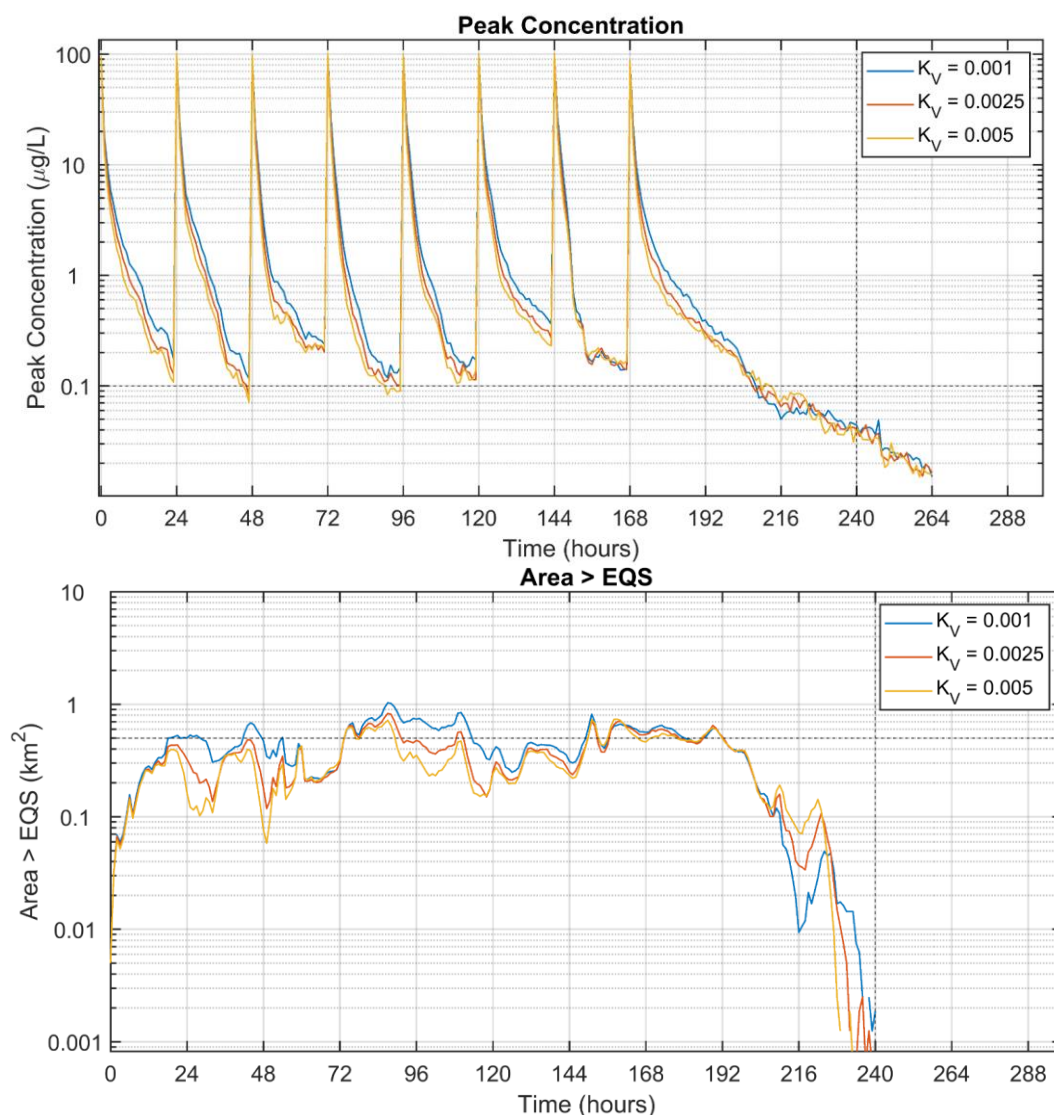 Peak Concentration
100
10
1
0.1
Peak Concentration (μg/L)
K_V = 0.001
K_V = 0.0025
K_V = 0.005
0 24 48 72 96 120 144 168 192 216 240 264 288
Time (hours)
Area > EQS
10
1
0.1
0.01
0.001
Area > EQS (km²)
K_V = 0.001
K_V = 0.0025
K_V = 0.005
0 24 48 72 96 120 144 168 192 216 240 264 288
Time (hours)